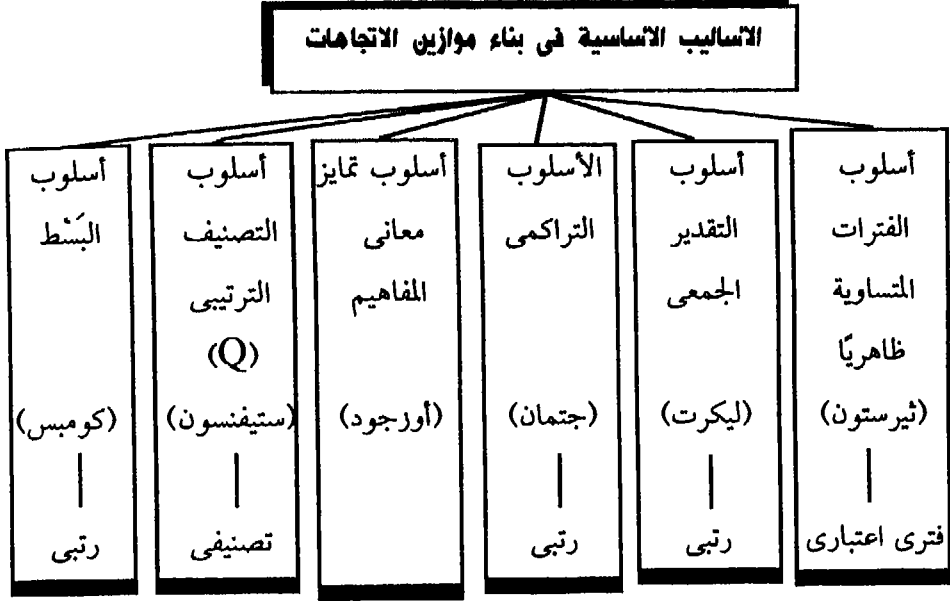 الاساليب الاساسية فى بناء موازين الاتجاهات
أسلوب
الفترات
المتساوية
ظاهريًا
(ثيرستون)
فترى اعتبارى
أسلوب
التقدير
الجمعى
(ليكرت)
رتبى
الأسلوب
التراكمى
(جتمان)
رتبى
أسلوب تمايز
معانى
المفاهيم
(أوزجود)
أسلوب
التصنيف
الترتيبى
(Q)
(ستيفنسون)
تصنيفى
أسلوب
البَسْط
(كومبس)
رتبى